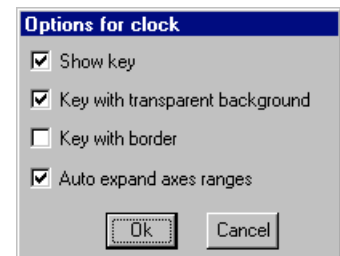 Options for clock
Show key
Key with transparent background
Key with border
Auto expand axes ranges
Ok Cancel